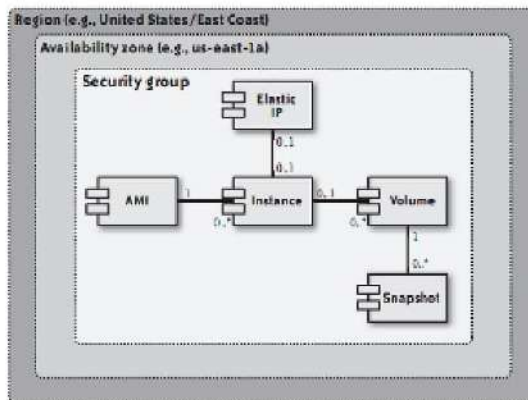 Region (e.g., United States/East Coast)
Availability zone (e.g., us-east-1a)
Security group
Elastic
IP
0..1
0..1
AMI
1
0..*
Instance
0..1
0..*
Volume
1
0..*
Snapshot